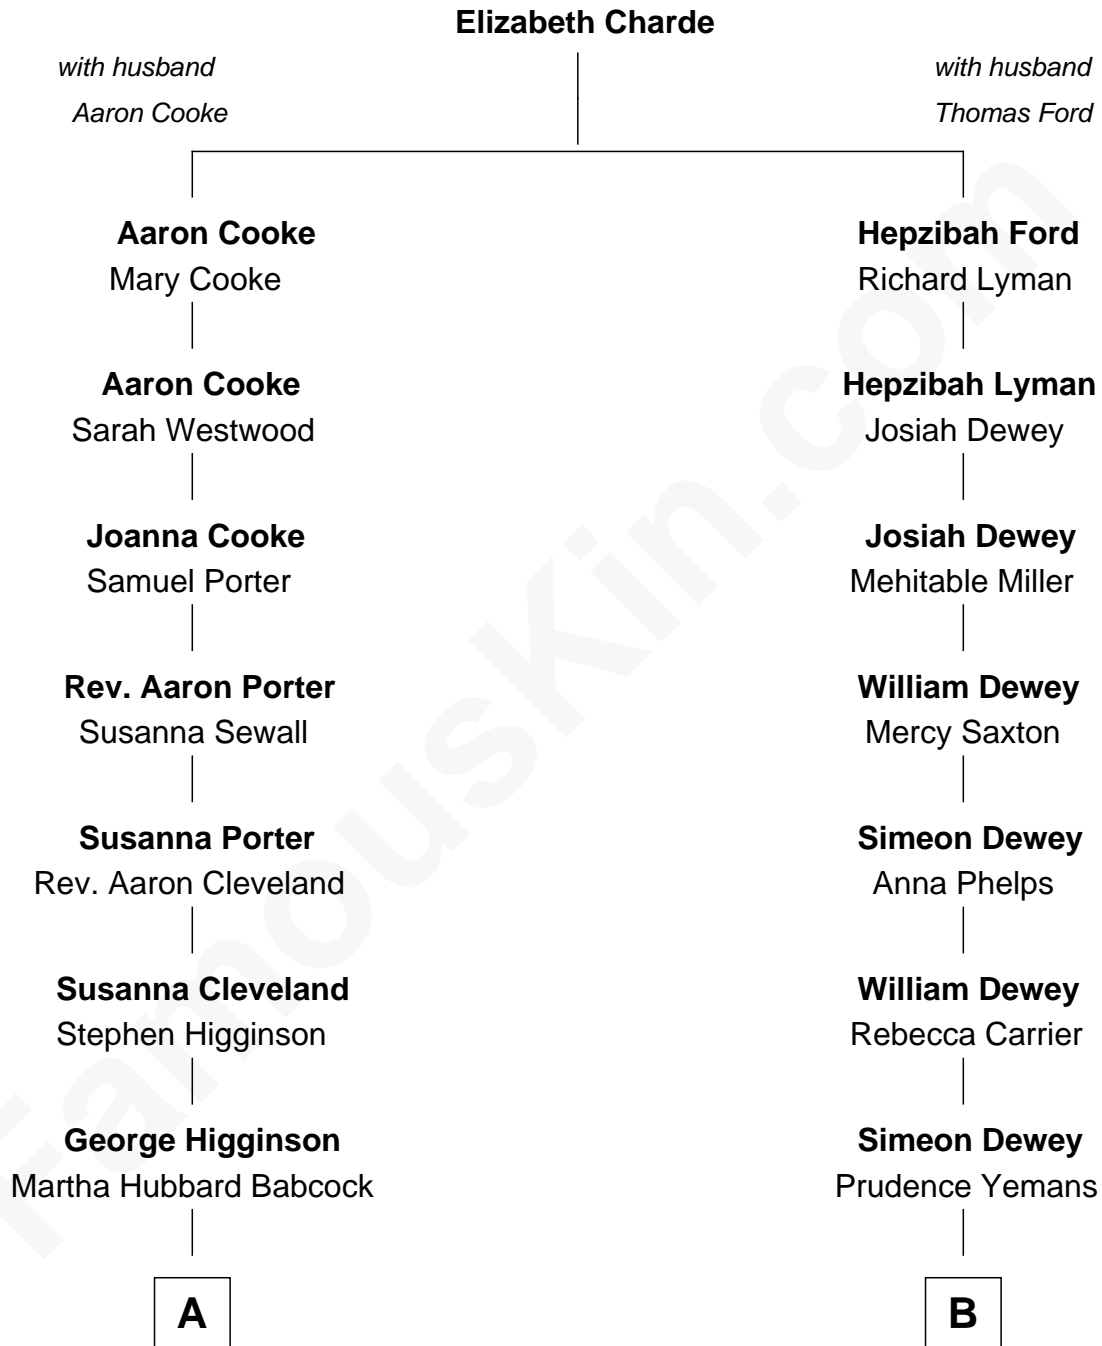 Elizabeth Charde
with husband
Aaron Cooke
with husband
Thomas Ford
Aaron Cooke
Mary Cooke
Hepzibah Ford
Richard Lyman
Aaron Cooke
Sarah Westwood
Hepzibah Lyman
Josiah Dewey
Joanna Cooke
Samuel Porter
Josiah Dewey
Mehitable Miller
Rev. Aaron Porter
Susanna Sewall
William Dewey
Mercy Saxton
Susanna Porter
Rev. Aaron Cleveland
Simeon Dewey
Anna Phelps
Susanna Cleveland
Stephen Higginson
William Dewey
Rebecca Carrier
George Higginson
Martha Hubbard Babcock
Simeon Dewey
Prudence Yemans
A
B
FamousKin.com